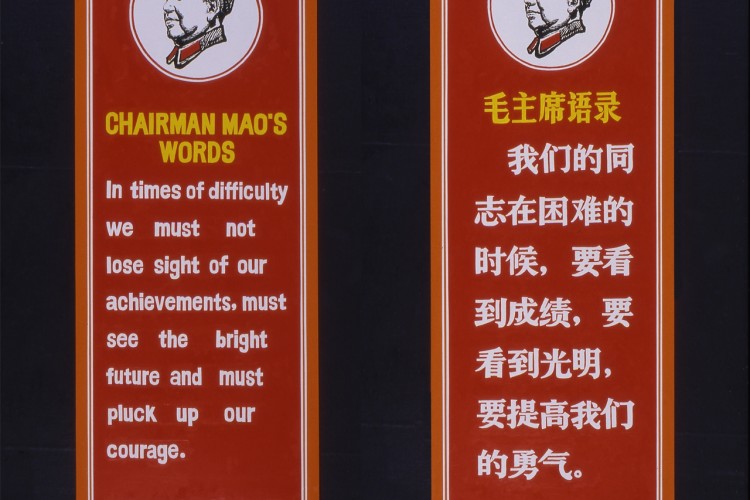 CHAIRMAN MAO'S
WORDS
In times of difficulty
we must not
lose sight of our
achievements, must
see the bright
future and must
pluck up our
courage.
毛主席语录
我们的同
志在困难的
时候，要看
到成绩，要
看到光明，
要提高我们
的勇气。